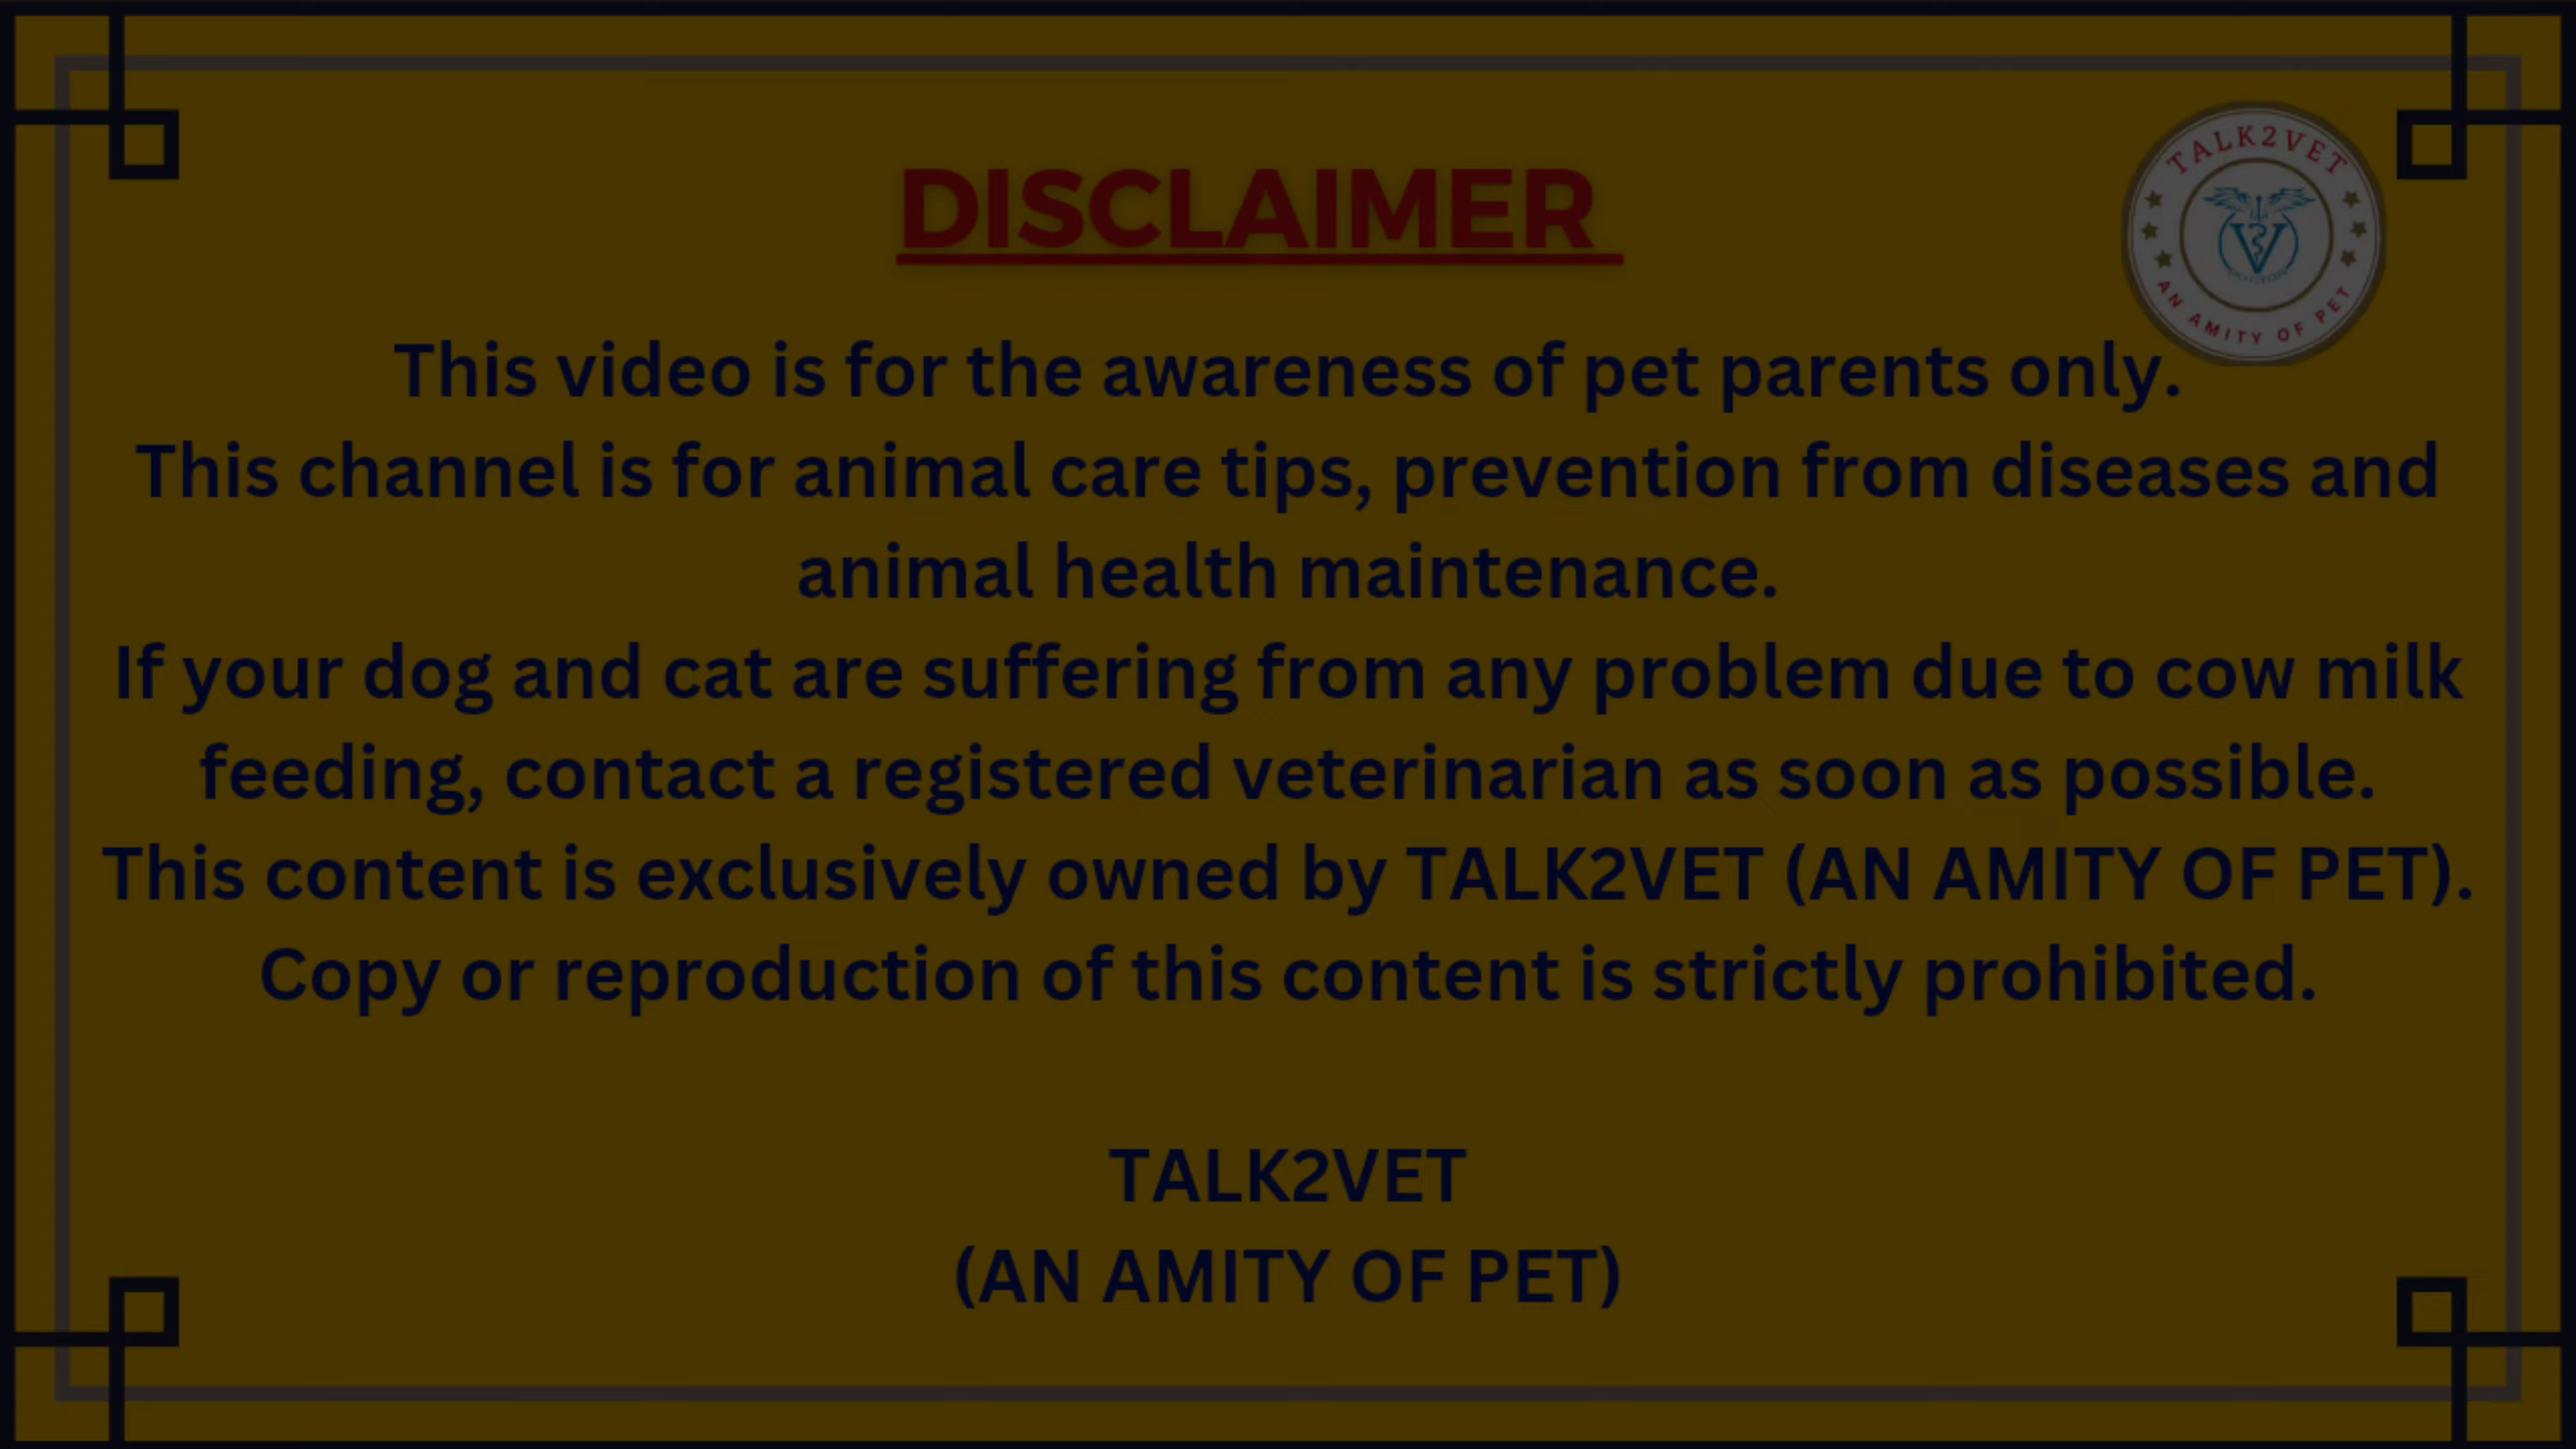 DISCLAIMER
TALK2VET
DOCTOR
AN AMITY OF PET
This video is for the awareness of pet parents only.
This channel is for animal care tips, prevention from diseases and
animal health maintenance.
If your dog and cat are suffering from any problem due to cow milk
feeding, contact a registered veterinarian as soon as possible.
This content is exclusively owned by TALK2VET (AN AMITY OF PET).
Copy or reproduction of this content is strictly prohibited.
TALK2VET
(AN AMITY OF PET)